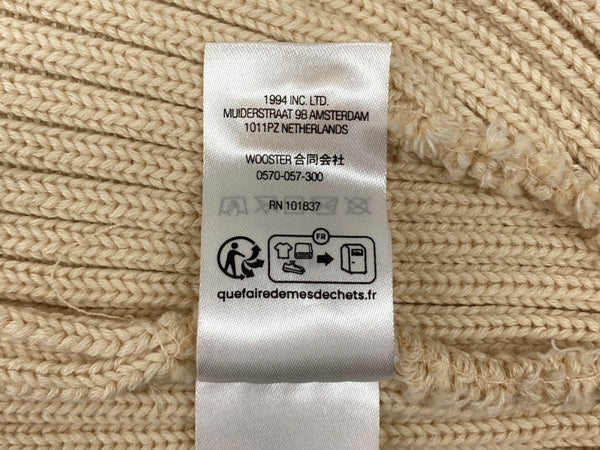 1994 INC. LTD.
MUIDERSTRAAT 9B AMSTERDAM
1011PZ NETHERLANDS
WOOSTER 合同会社
0570-057-300
RN 101837
FR
quefairedemesdechets.fr